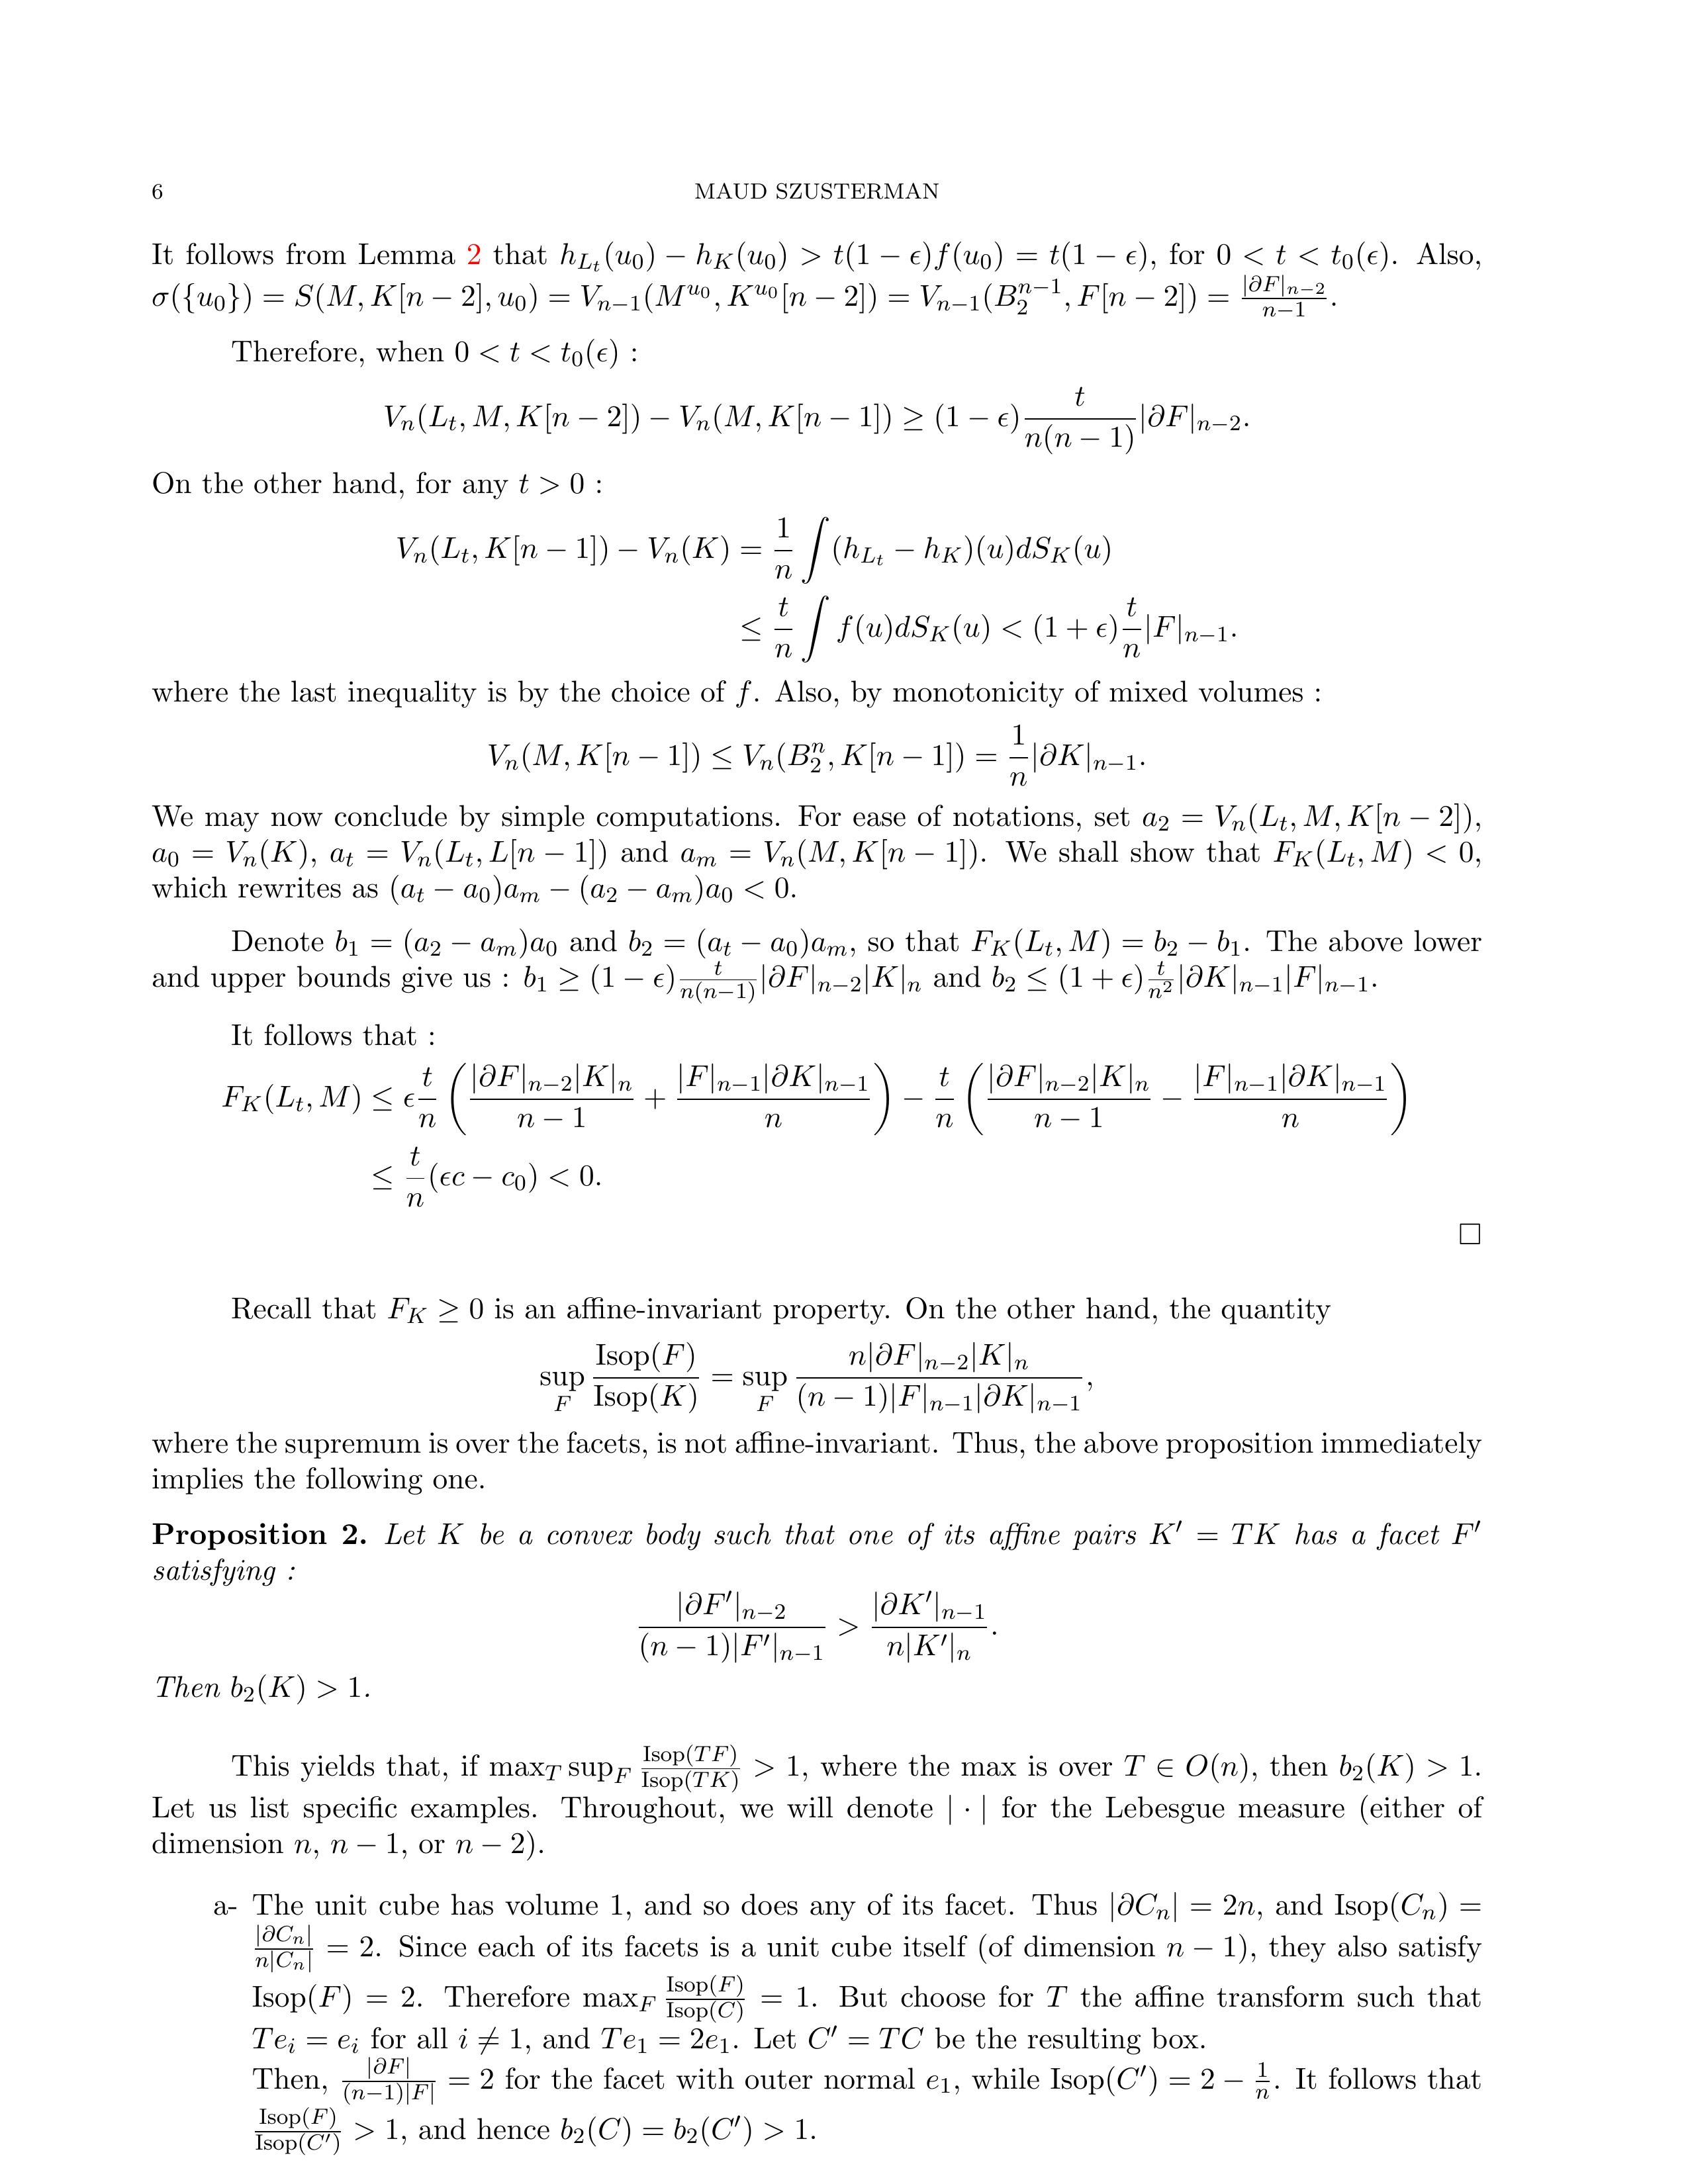 6 MAUD SZUSTERMAN
It follows from Lemma 2 that $h_{L_t}(u_0) - h_K(u_0) > t(1 - \epsilon)f(u_0) = t(1 - \epsilon)$, for $0 < t < t_0(\epsilon)$. Also,
$\sigma(\{u_0\}) = S(M, K[n-2], u_0) = V_{n-1}(M^{u_0}, K^{u_0}[n-2]) = V_{n-1}(B_2^{n-1}, F[n-2]) = \frac{|\partial F|_{n-2}}{n-1}$.
Therefore, when $0 < t < t_0(\epsilon)$ :
$V_n(L_t, M, K[n-2]) - V_n(M, K[n-1]) \geq (1 - \epsilon)\frac{t}{n(n-1)}|\partial F|_{n-2}.$
On the other hand, for any $t > 0$ :
$V_n(L_t, K[n-1]) - V_n(K) = \frac{1}{n}\int (h_{L_t} - h_K)(u)dS_K(u)$
$\leq \frac{t}{n}\int f(u)dS_K(u) < (1 + \epsilon)\frac{t}{n}|F|_{n-1}.$
where the last inequality is by the choice of $f$. Also, by monotonicity of mixed volumes :
$V_n(M, K[n-1]) \leq V_n(B_2^n, K[n-1]) = \frac{1}{n}|\partial K|_{n-1}.$
We may now conclude by simple computations. For ease of notations, set $a_2 = V_n(L_t, M, K[n-2])$,
$a_0 = V_n(K)$, $a_t = V_n(L_t, L[n-1])$ and $a_m = V_n(M, K[n-1])$. We shall show that $F_K(L_t, M) < 0$,
which rewrites as $(a_t - a_0)a_m - (a_2 - a_m)a_0 < 0$.
Denote $b_1 = (a_2 - a_m)a_0$ and $b_2 = (a_t - a_0)a_m$, so that $F_K(L_t, M) = b_2 - b_1$. The above lower
and upper bounds give us : $b_1 \geq (1 - \epsilon)\frac{t}{n(n-1)}|\partial F|_{n-2}|K|_n$ and $b_2 \leq (1 + \epsilon)\frac{t}{n^2}|\partial K|_{n-1}|F|_{n-1}$.
It follows that :
$F_K(L_t, M) \leq \epsilon\frac{t}{n}\left(\frac{|\partial F|_{n-2}|K|_n}{n-1} + \frac{|F|_{n-1}|\partial K|_{n-1}}{n}\right) - \frac{t}{n}\left(\frac{|\partial F|_{n-2}|K|_n}{n-1} - \frac{|F|_{n-1}|\partial K|_{n-1}}{n}\right)$
$\leq \frac{t}{n}(\epsilon c - c_0) < 0.$
□
Recall that $F_K \geq 0$ is an affine-invariant property. On the other hand, the quantity
$\sup_F \frac{\text{Isop}(F)}{\text{Isop}(K)} = \sup_F \frac{n|\partial F|_{n-2}|K|_n}{(n-1)|F|_{n-1}|\partial K|_{n-1}},$
where the supremum is over the facets, is not affine-invariant. Thus, the above proposition immediately
implies the following one.
**Proposition 2.** *Let $K$ be a convex body such that one of its affine pairs $K' = TK$ has a facet $F'$*
*satisfying :*
$\frac{|\partial F'|_{n-2}}{(n-1)|F'|_{n-1}} > \frac{|\partial K'|_{n-1}}{n|K'|_n}.$
*Then $b_2(K) > 1$.*
This yields that, if $\max_T \sup_F \frac{\text{Isop}(TF)}{\text{Isop}(TK)} > 1$, where the max is over $T \in O(n)$, then $b_2(K) > 1$.
Let us list specific examples. Throughout, we will denote $|\cdot|$ for the Lebesgue measure (either of
dimension $n$, $n-1$, or $n-2$).
a- The unit cube has volume 1, and so does any of its facet. Thus $|\partial C_n| = 2n$, and $\text{Isop}(C_n) =$
$\frac{|\partial C_n|}{n|C_n|} = 2$. Since each of its facets is a unit cube itself (of dimension $n-1$), they also satisfy
$\text{Isop}(F) = 2$. Therefore $\max_F \frac{\text{Isop}(F)}{\text{Isop}(C)} = 1$. But choose for $T$ the affine transform such that
$Te_i = e_i$ for all $i \neq 1$, and $Te_1 = 2e_1$. Let $C' = TC$ be the resulting box.
Then, $\frac{|\partial F|}{(n-1)|F|} = 2$ for the facet with outer normal $e_1$, while $\text{Isop}(C') = 2 - \frac{1}{n}$. It follows that
$\frac{\text{Isop}(F)}{\text{Isop}(C')} > 1$, and hence $b_2(C) = b_2(C') > 1$.